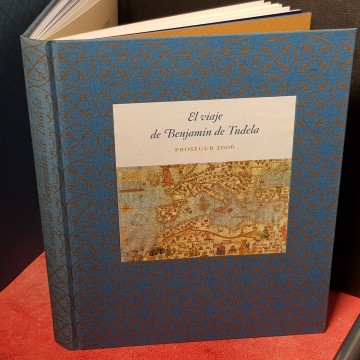 El viaje
de Benjamín de Tudela
PROSEGUR 2006